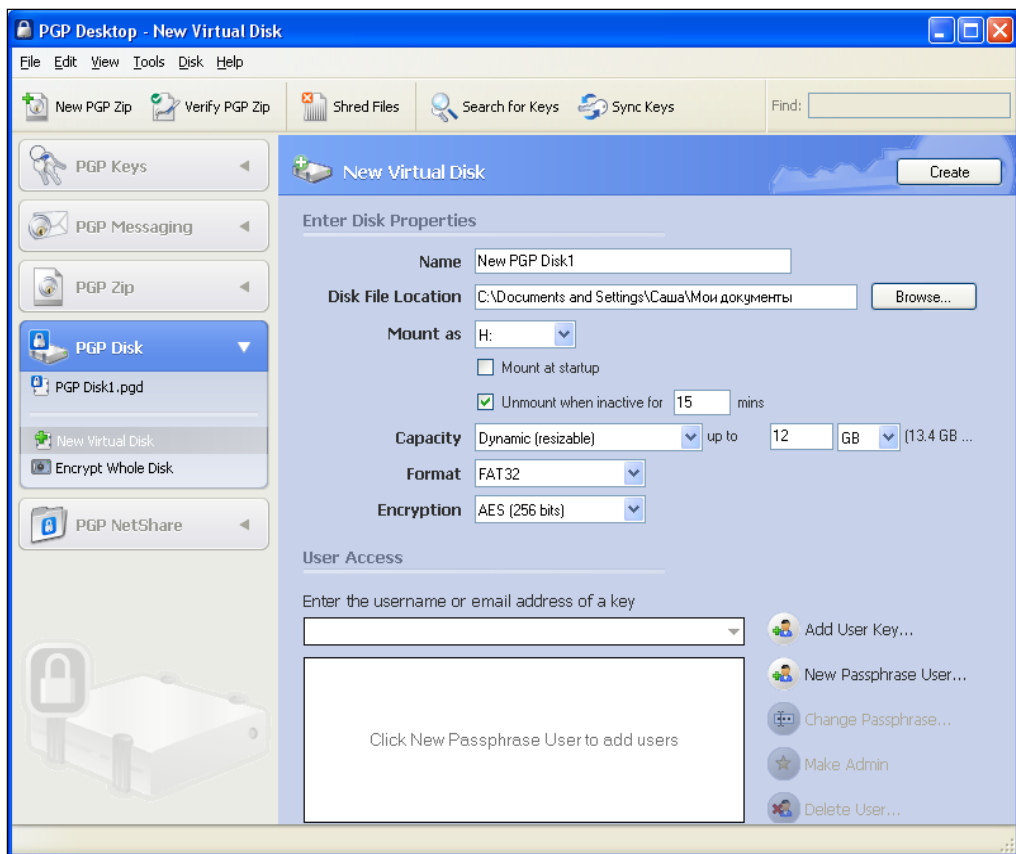 PGP Desktop - New Virtual Disk
File Edit View Tools Disk Help
New PGP Zip Verify PGP Zip Shred Files Search for Keys Sync Keys Find:
PGP Keys
PGP Messaging
PGP Zip
PGP Disk
PGP Disk1.pgd
New Virtual Disk
Encrypt Whole Disk
PGP NetShare
New Virtual Disk Create
Enter Disk Properties
Name New PGP Disk1
Disk File Location C:\Documents and Settings\Саша\Мои документы Browse...
Mount as H:
Mount at startup
Unmount when inactive for 15 mins
Capacity Dynamic (resizable) up to 12 GB (13.4 GB ...
Format FAT32
Encryption AES (256 bits)
User Access
Enter the username or email address of a key
Add User Key...
New Passphrase User...
Click New Passphrase User to add users
Change Passphrase...
Make Admin
Delete User...